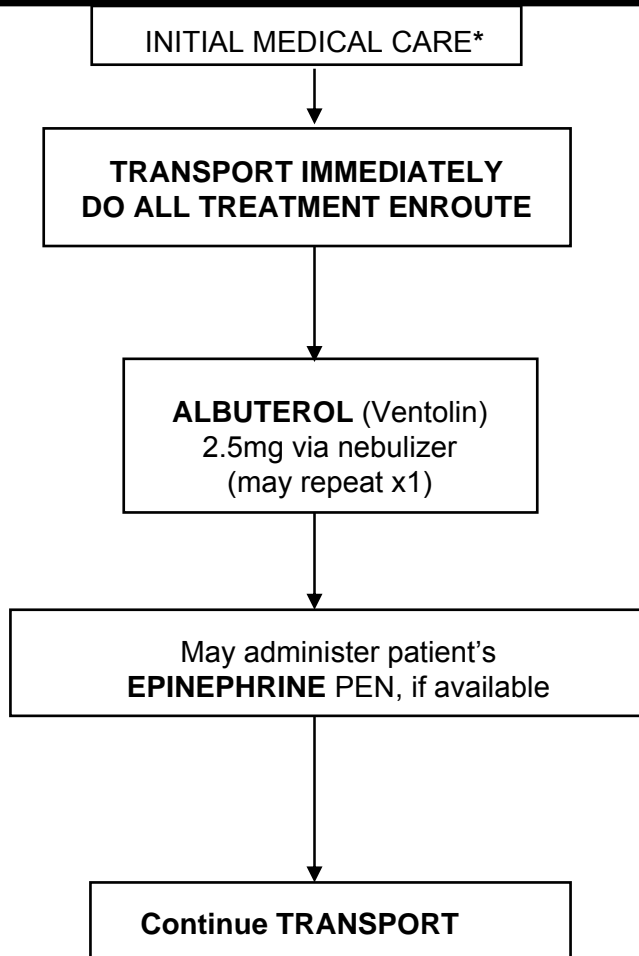 INITIAL MEDICAL CARE*
TRANSPORT IMMEDIATELY
DO ALL TREATMENT ENROUTE
ALBUTEROL (Ventolin)
2.5mg via nebulizer
(may repeat x1)
May administer patient's
EPINEPHRINE PEN, if available
Continue TRANSPORT